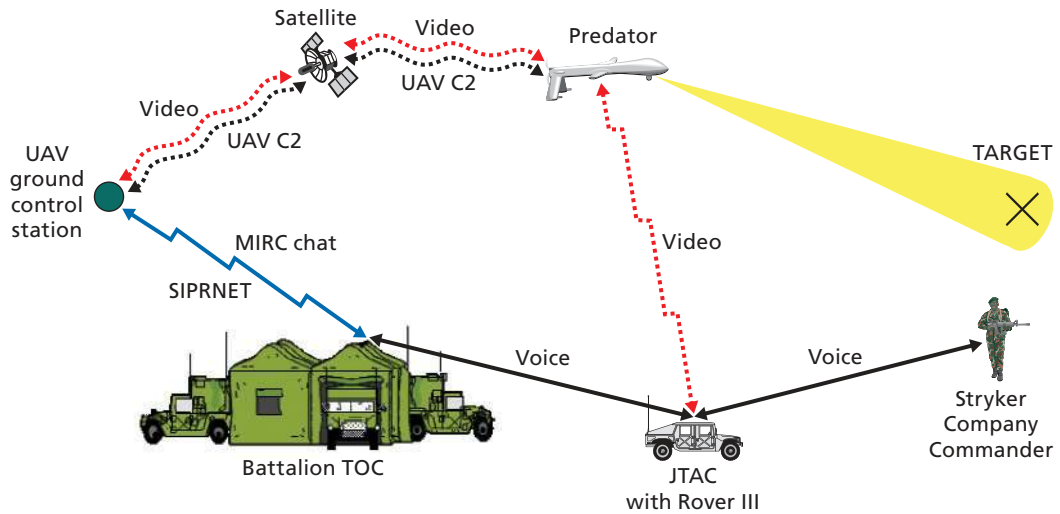 Satellite
Video
Predator
UAV C2
Video
UAV C2
UAV
ground
control
station
TARGET
MIRC chat
Video
SIPRNET
Voice
Voice
Stryker
Company
Commander
Battalion TOC
JTAC
with Rover III